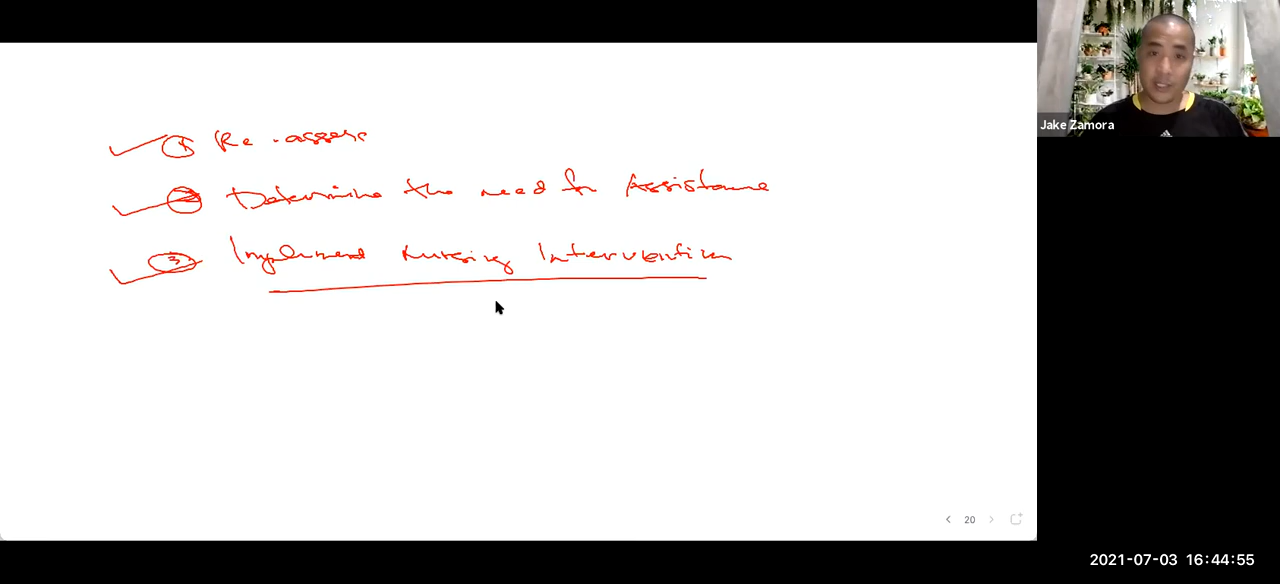 ① Re-assess
② Determine the need for Assistance
③ Implement Nursing Intervention
Jake Zamora
20
2021-07-03 16:44:55